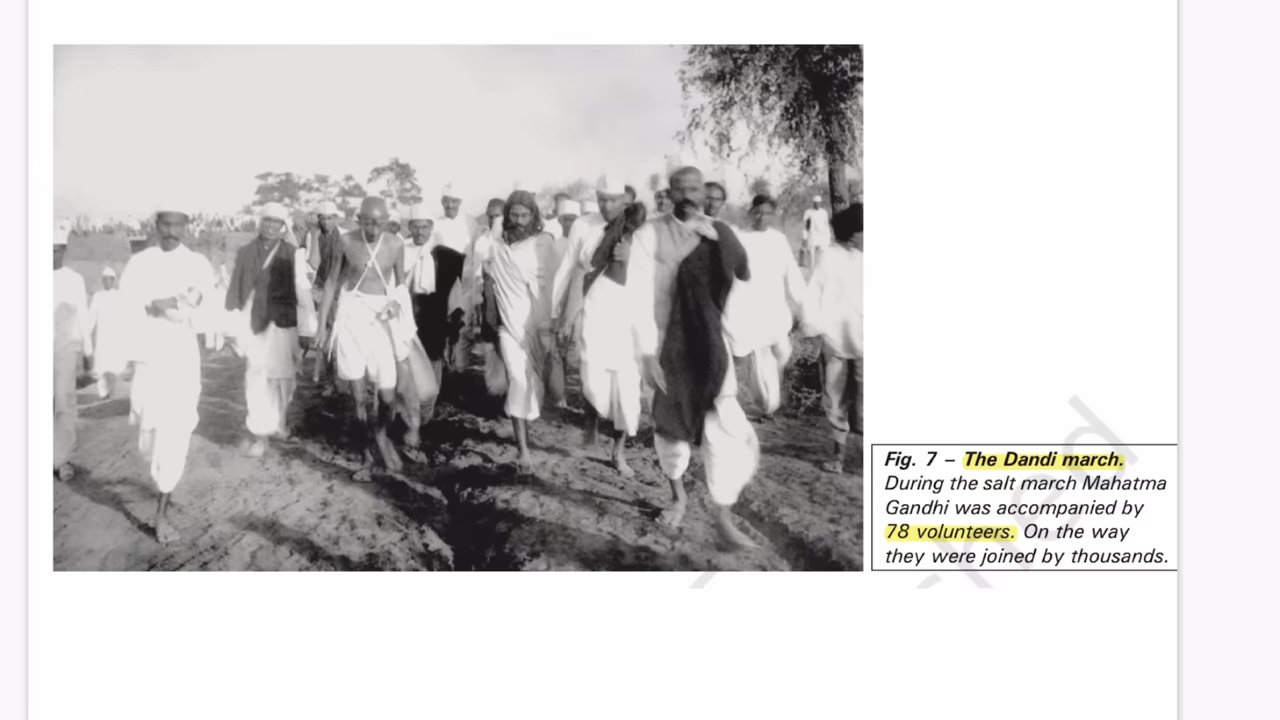 Fig. 7 – The Dandi march.
During the salt march Mahatma
Gandhi was accompanied by
78 volunteers. On the way
they were joined by thousands.